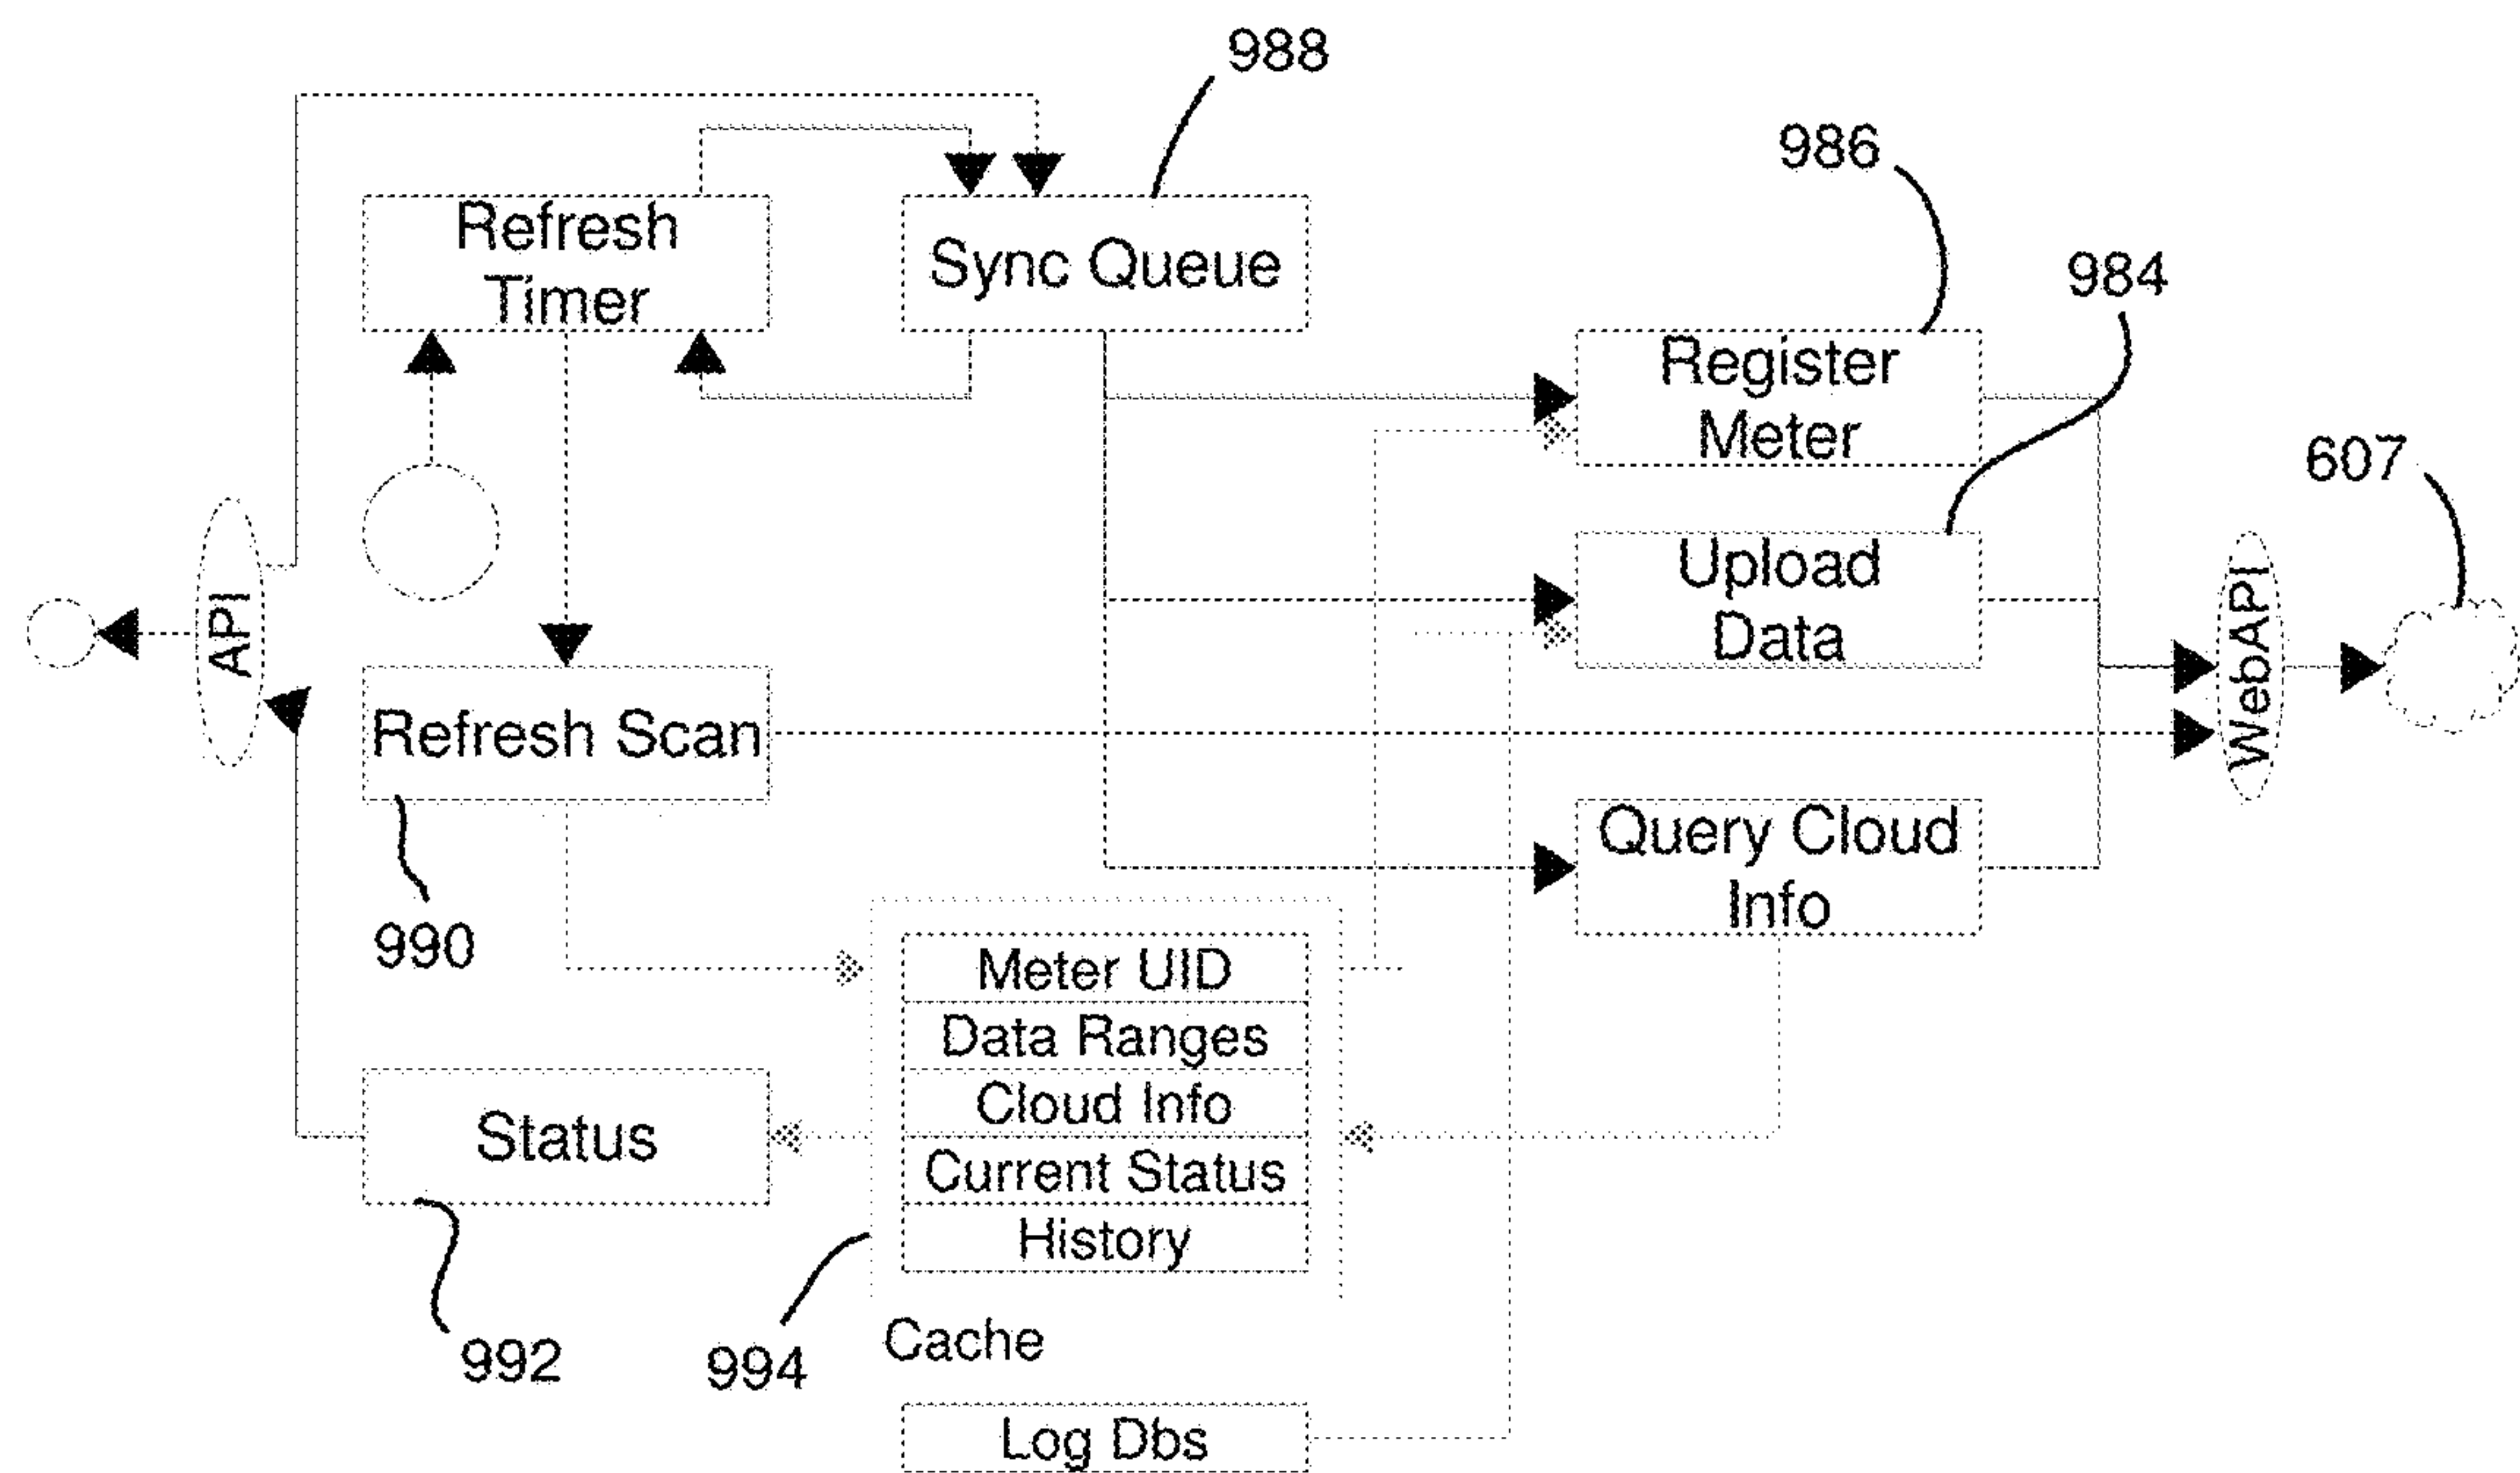 988
986
Refresh
Timer
Sync Queue
984
Register
Meter
607
Upload
Data
API
WebAPI
Refresh Scan
Query Cloud
Info
990
Meter UID
Data Ranges
Cloud Info
Status
Current Status
History
992
994
Cache
Log Dbs